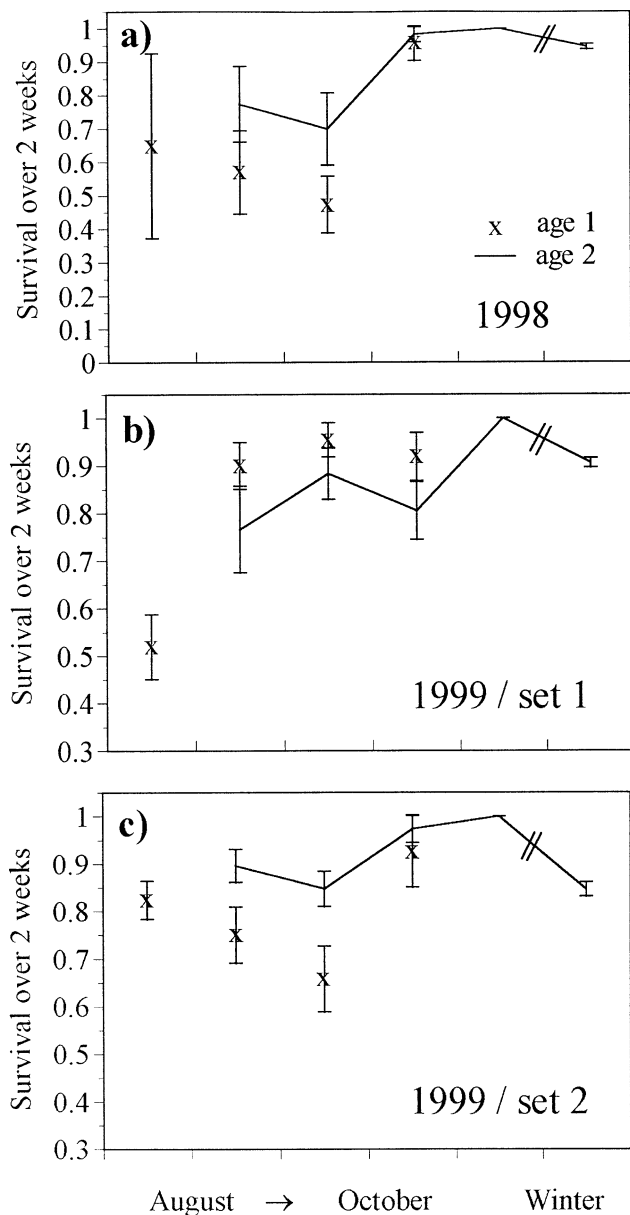 a)
Survival over 2 weeks
1
0.9
0.8
0.7
0.6
0.5
0.4
0.3
0.2
0.1
0
x age 1
age 2
1998
b)
Survival over 2 weeks
1
0.9
0.8
0.7
0.6
0.5
0.4
0.3
1999 / set 1
c)
Survival over 2 weeks
1
0.9
0.8
0.7
0.6
0.5
0.4
0.3
1999 / set 2
August → October Winter